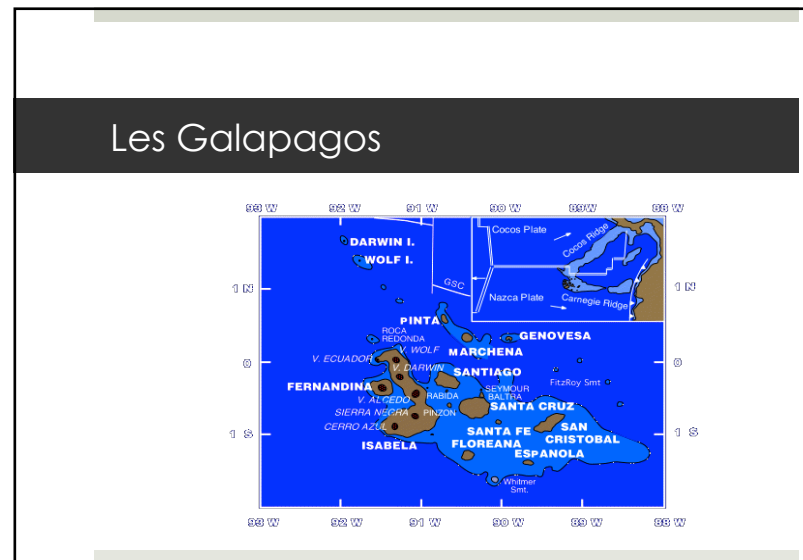 Les Galapagos
93 W 92 W 91 W 90 W 89W 88 W
Cocos Plate
Cocos Ridge
DARWIN I.
WOLF I.
GSC
1 N 1 N
Nazca Plate
Carnegie Ridge
PINTA
ROCA
REDONDA
GENOVESA
V. WOLF
MARCHENA
V. ECUADOR
0 0
V. DARWIN
SANTIAGO
FERNANDINA
FitzRoy Smt
SEYMOUR
BALTRA
RABIDA
V. ALCEDO
SANTA CRUZ
SIERRA NEGRA
PINZON
CERRO AZUL
SANTA FE
SAN
CRISTOBAL
1 S 1 S
FLOREANA
ISABELA
ESPANOLA
Whitmer
Smt.
93 W 92 W 91 W 90 W 89 W 88 W